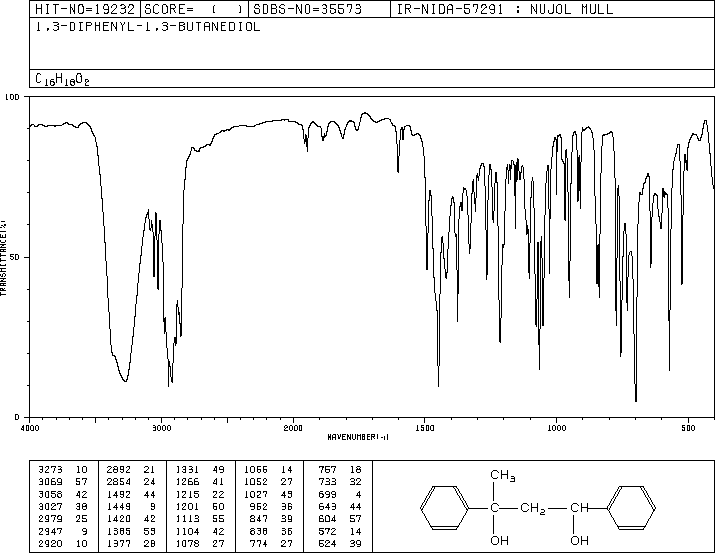 HIT-NO=19232 SCORE= ( ) SDBS-NO=35573 IR-NIDA-57291 : NUJOL MULL
1,3-DIPHENYL-1,3-BUTANEDIOL
C16H18O2
100
50
0
TRANSMITTANCE(%)
4000 3000 2000 1500 1000 500
WAVENUMBER(-1)
3273 10 2892 21 1331 49 1066 14 757 18
3069 57 2854 24 1266 41 1052 27 733 32
3058 42 1492 44 1215 22 1027 49 699 4
3027 38 1449 9 1201 50 952 36 649 44
2979 25 1420 42 1113 55 847 39 604 57
2947 9 1385 59 1104 42 838 36 572 14
2920 10 1377 28 1078 27 774 27 524 39
CH3
C CH2 CH
OH OH